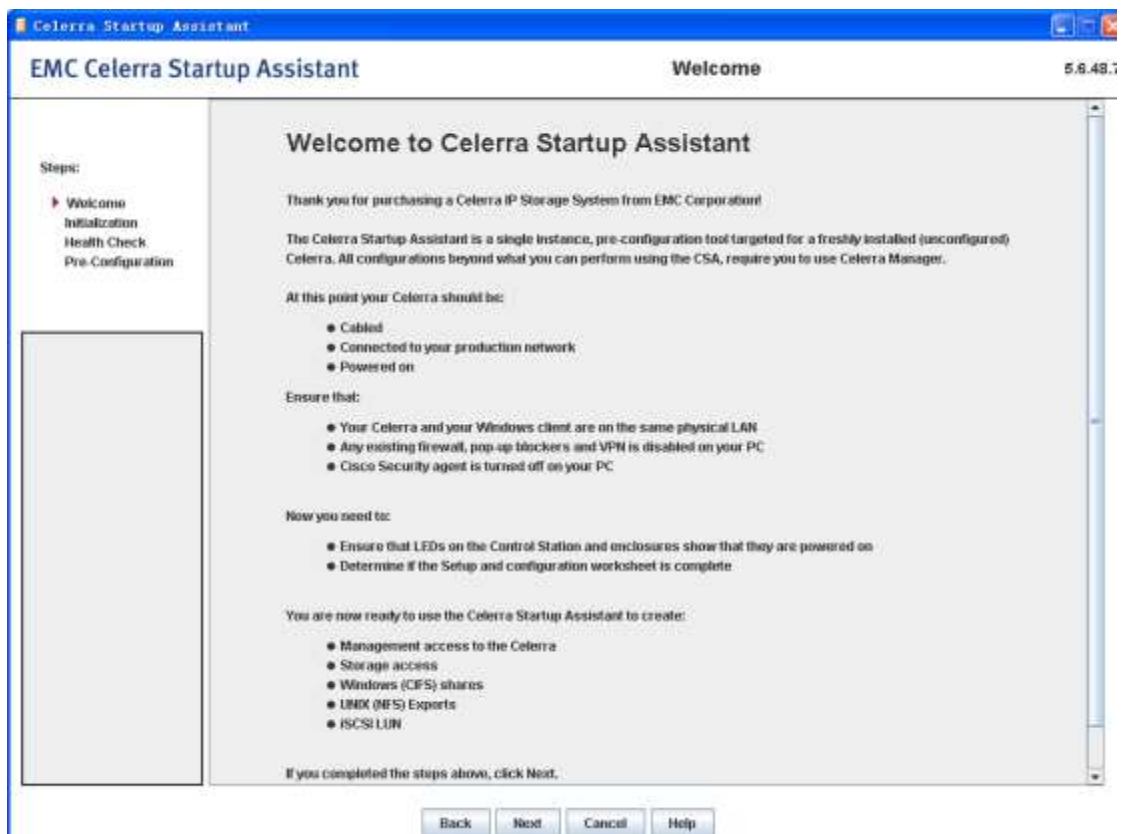 Celerra Startup Assistant
EMC Celerra Startup Assistant
Welcome
5.6.48.7
Steps:
Welcome
Initialization
Health Check
Pre-Configuration
Welcome to Celerra Startup Assistant
Thank you for purchasing a Celerra IP Storage System from EMC Corporation!
The Celerra Startup Assistant is a single instance, pre-configuration tool targeted for a freshly installed (unconfigured)
Celerra. All configurations beyond what you can perform using the CSA, require you to use Celerra Manager.
At this point your Celerra should be:
● Cabled
● Connected to your production network
● Powered on
Ensure that:
● Your Celerra and your Windows client are on the same physical LAN
● Any existing firewall, pop-up blockers and VPN is disabled on your PC
● Cisco Security agent is turned off on your PC
Now you need to:
● Ensure that LEDs on the Control Station and enclosures show that they are powered on
● Determine if the Setup and configuration worksheet is complete
You are now ready to use the Celerra Startup Assistant to create:
● Management access to the Celerra
● Storage access
● Windows (CIFS) shares
● UNIX (NFS) Exports
● iSCSI LUN
If you completed the steps above, click Next.
Back
Next
Cancel
Help